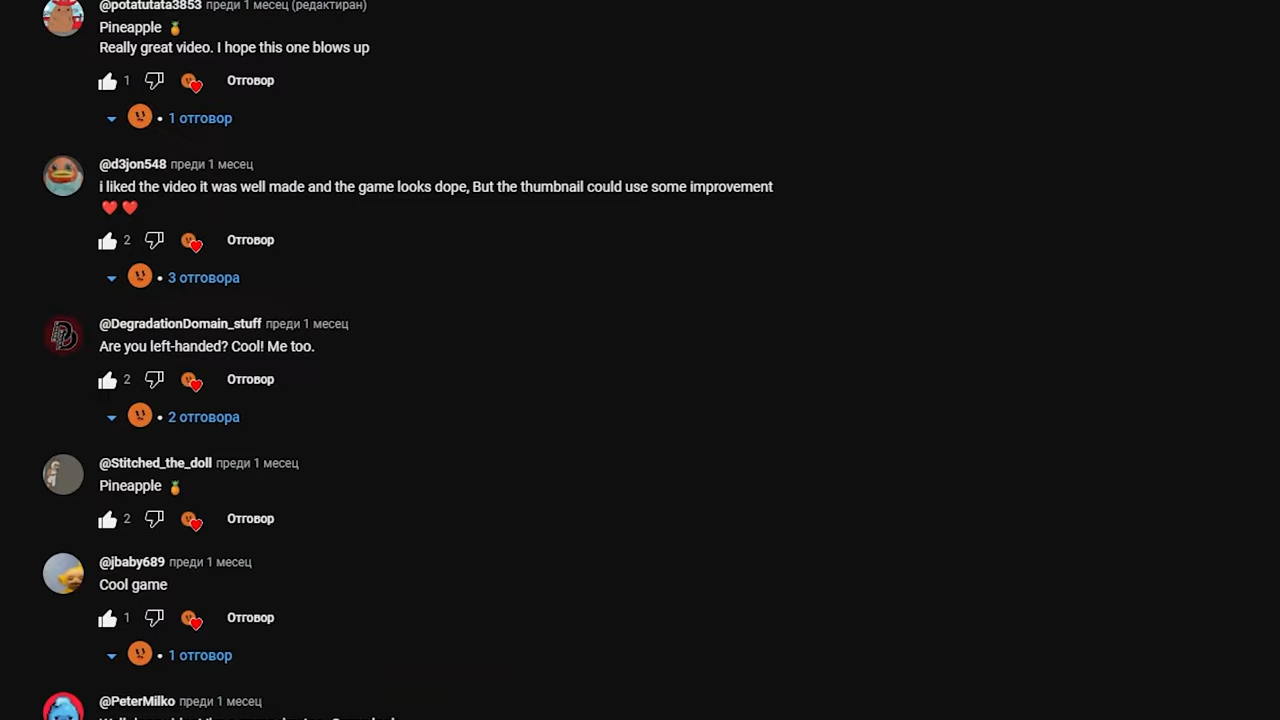 @potatutata3853 преди 1 месец (редактиран)
Pineapple 🍍
Really great video. I hope this one blows up
1 Отговор
• 1 отговор
@d3jon548 преди 1 месец
i liked the video it was well made and the game looks dope, But the thumbnail could use some improvement
❤️❤️
2 Отговор
• 3 отговора
@DegradationDomain_stuff преди 1 месец
Are you left-handed? Cool! Me too.
2 Отговор
• 2 отговора
@Stitched_the_doll преди 1 месец
Pineapple 🍍
2 Отговор
@jbaby689 преди 1 месец
Cool game
1 Отговор
• 1 отговор
@PeterMilko преди 1 месец